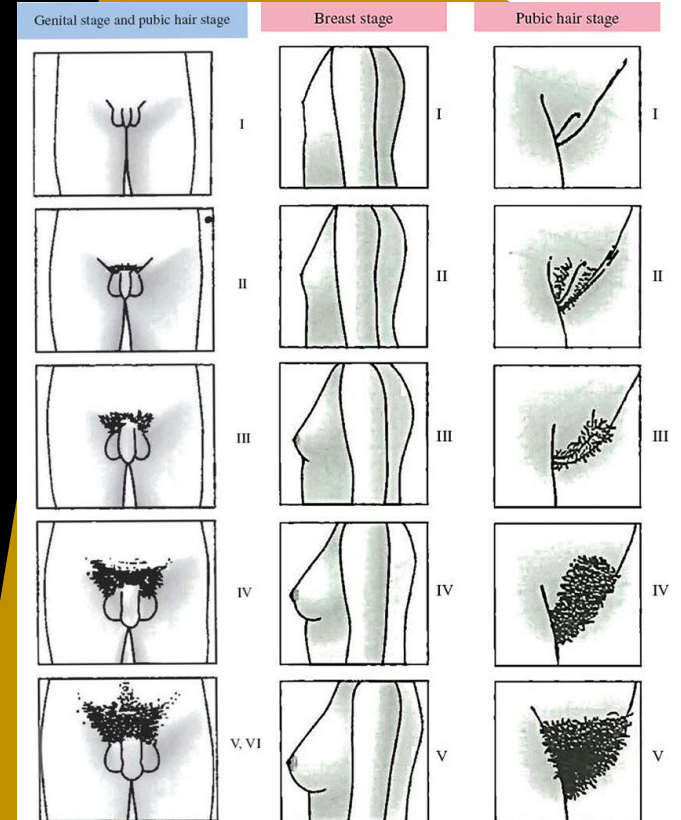 Genital stage and pubic hair stage
Breast stage
Pubic hair stage
I
I
I
II
II
II
III
III
III
IV
IV
IV
V, VI
V
V